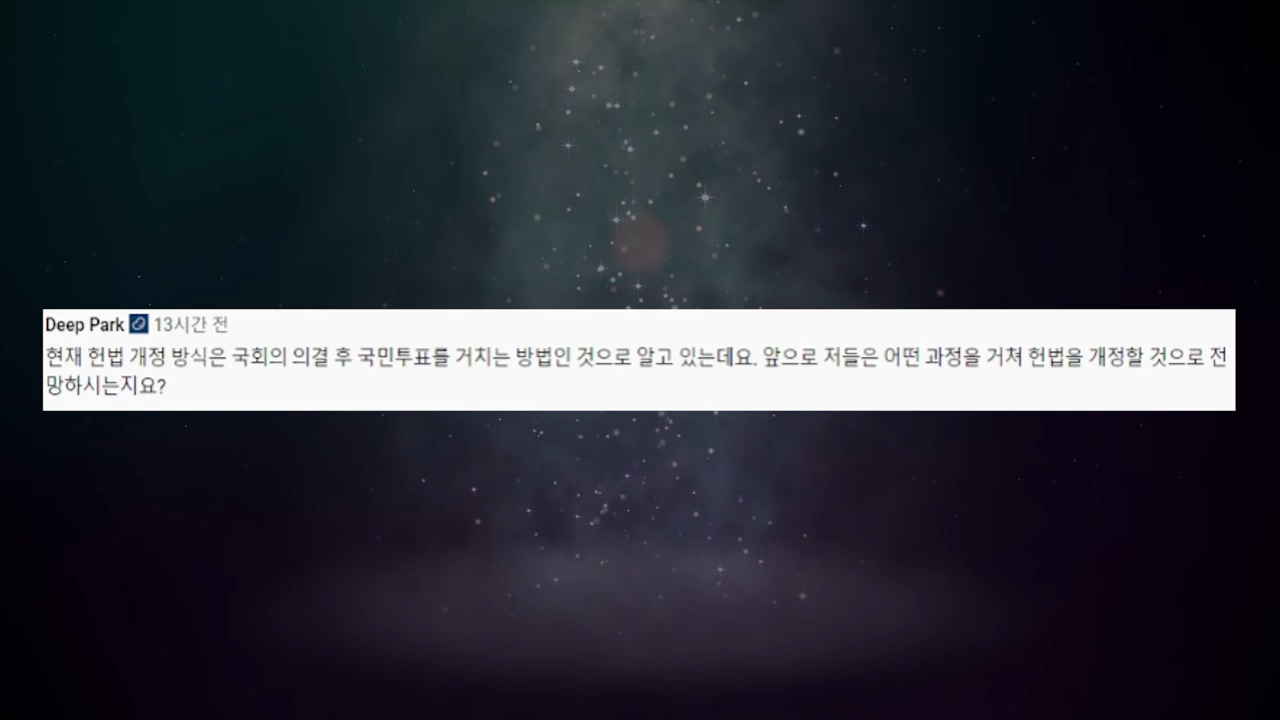 Deep Park 13시간 전
현재 헌법 개정 방식은 국회의 의결 후 국민투표를 거치는 방법인 것으로 알고 있는데요. 앞으로 저들은 어떤 과정을 거쳐 헌법을 개정할 것으로 전
망하시는지요?